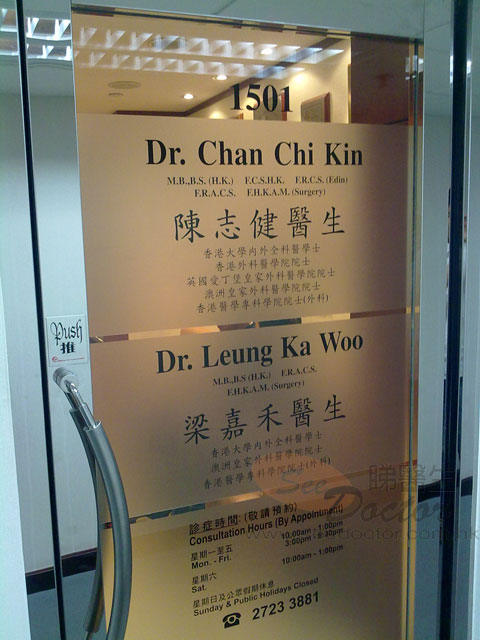 1501
Dr. Chan Chi Kin
M.B.,B.S. (H.K.) F.C.S.H.K. F.R.C.S. (Edin)
F.R.A.C.S. F.H.K.A.M. (Surgery)
陳志健醫生
香港大學內外全科醫學士
香港外科醫學院院士
英國愛丁堡皇家外科醫學院院士
澳洲皇家外科醫學院院士
香港醫學專科學院院士(外科)
Push
推
Dr. Leung Ka Woo
M.B.,B.S (H.K.) F.R.A.C.S.
F.H.K.A.M. (Surgery)
梁嘉禾醫生
香港大學內外全科醫學士
澳洲皇家外科醫學院院士
香港醫學專科學院院士(外科)
See Doctor
睇醫生
診症時間: (敬請預約)
Consultation Hours (By Appointment)
星期一至五 10:00am - 1:00pm
Mon. - Fri. 3:00pm - 6:30pm
星期六 10:00am - 1:00pm
Sat.
星期日及公眾假期休息
Sunday & Public Holidays Closed
☎ 2723 3881